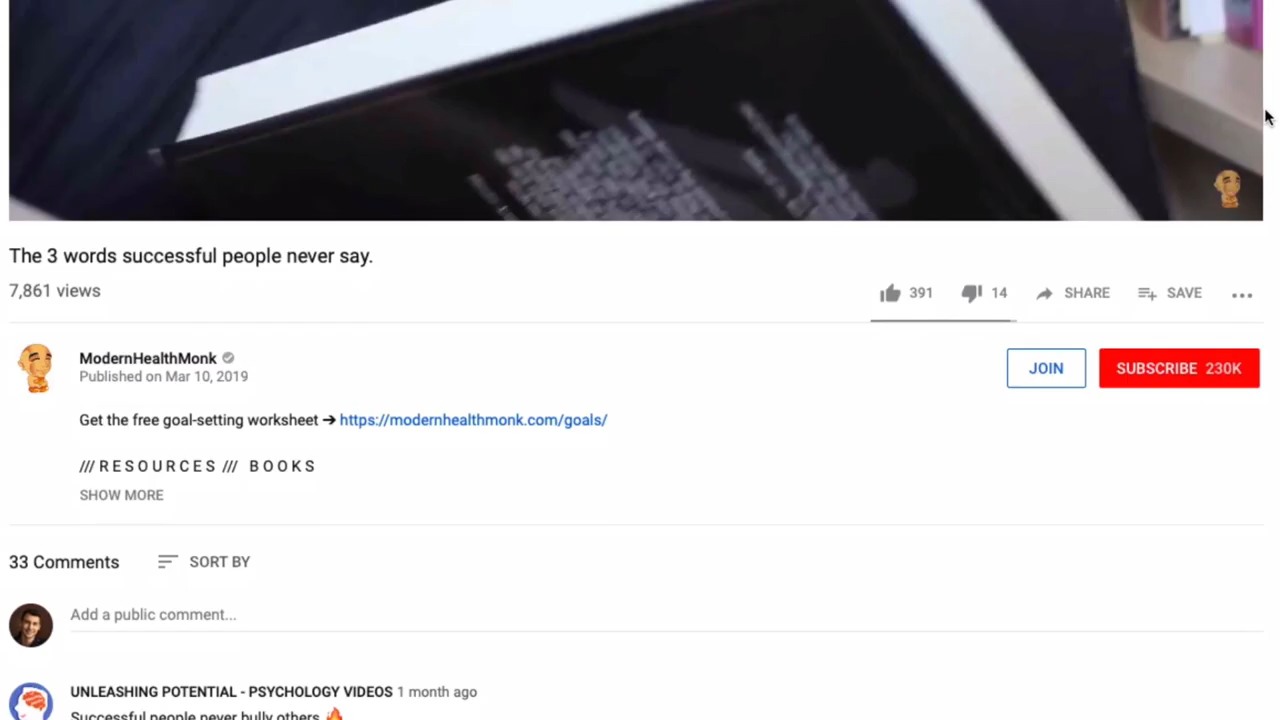 The 3 words successful people never say.
7,861 views
391
14
SHARE
SAVE
ModernHealthMonk
Published on Mar 10, 2019
JOIN
SUBSCRIBE 230K
Get the free goal-setting worksheet ➔ https://modernhealthmonk.com/goals/
/// R E S O U R C E S /// B O O K S
SHOW MORE
33 Comments
SORT BY
Add a public comment...
UNLEASHING POTENTIAL - PSYCHOLOGY VIDEOS 1 month ago
Successful people never bully others 🔥